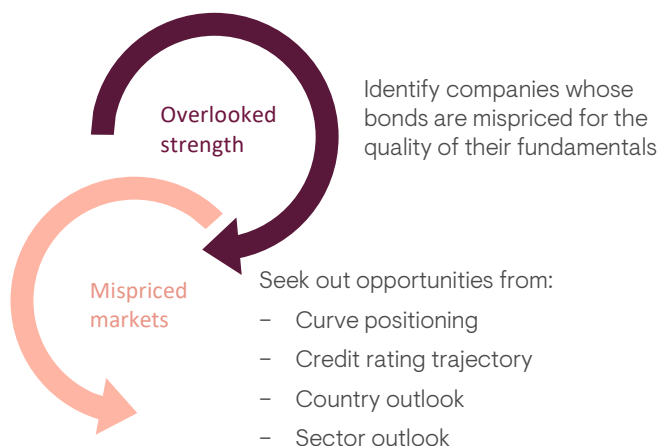 Overlooked
strength
Identify companies whose
bonds are mispriced for the
quality of their fundamentals
Mispriced
markets
Seek out opportunities from:
– Curve positioning
– Credit rating trajectory
– Country outlook
– Sector outlook